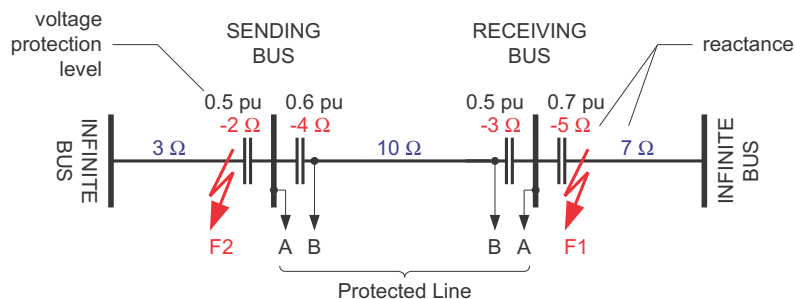 voltage
protection
level
SENDING
BUS
RECEIVING
BUS
reactance
0.5 pu
0.6 pu
0.5 pu
0.7 pu
-2 Ω
-4 Ω
-3 Ω
-5 Ω
INFINITE
BUS
3 Ω
10 Ω
7 Ω
INFINITE
BUS
F2
A
B
B
A
F1
Protected Line